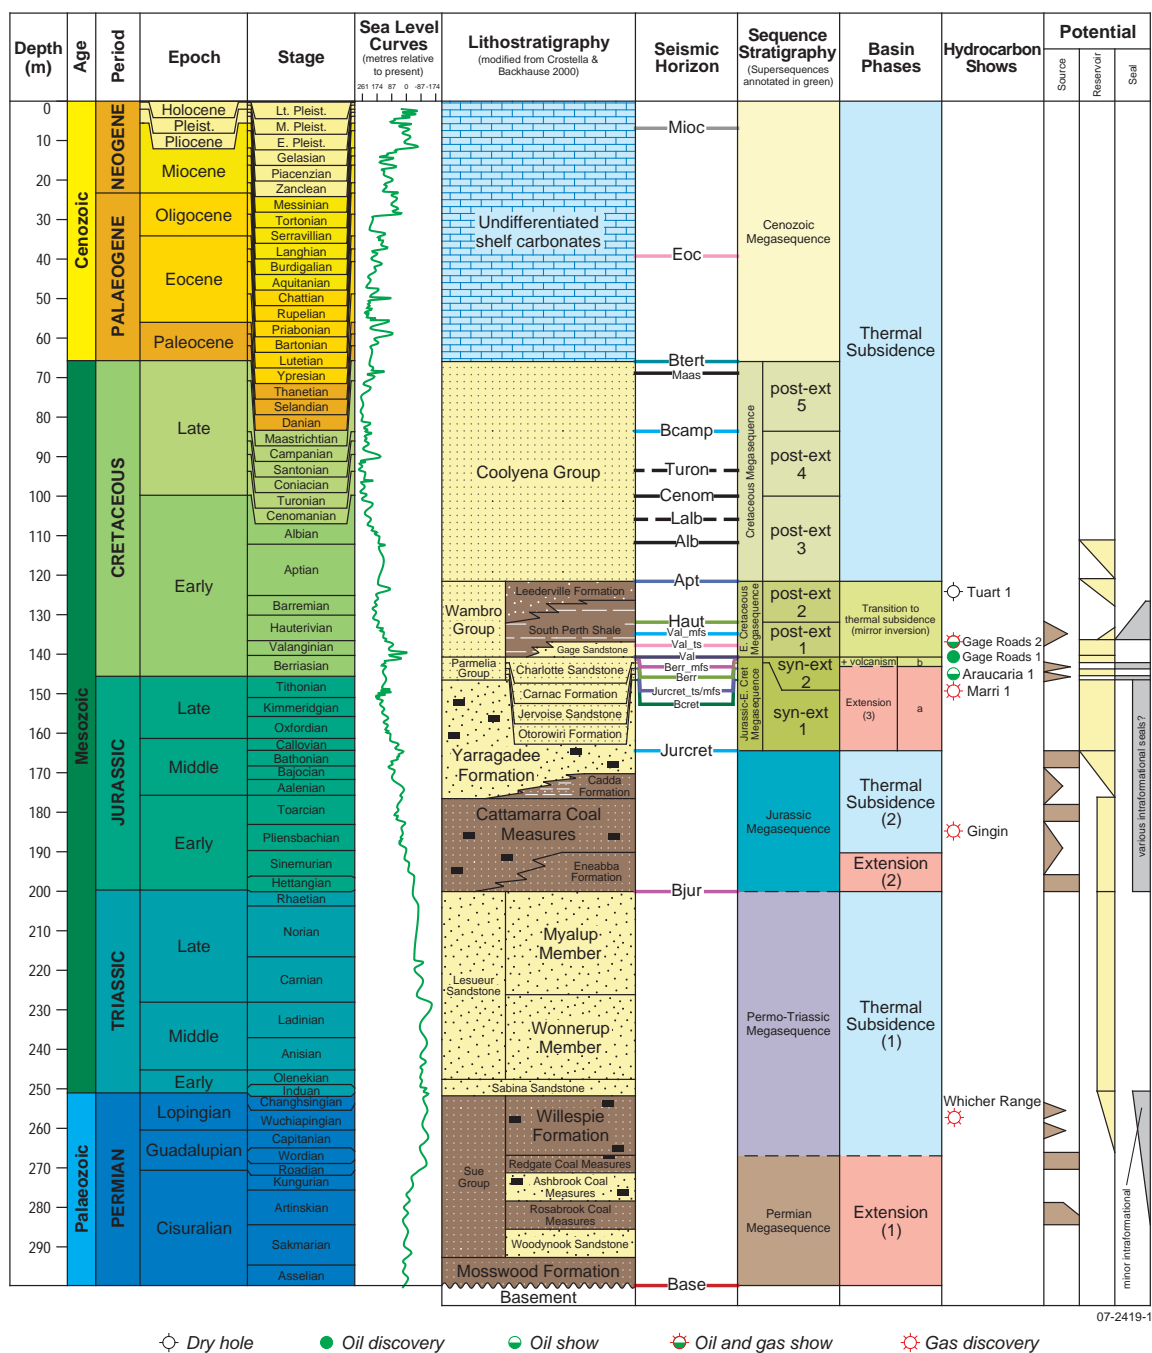 Depth
(m)
Age
Period
Epoch
Stage
Sea Level
Curves
(metres relative
to present)
261 174 87 0 -87 -174
Lithostratigraphy
(modified from Crostella &
Backhause 2000)
Seismic
Horizon
Sequence
Stratigraphy
(Supersequences
annotated in green)
Basin
Phases
Hydrocarbon
Shows
Potential
Source
Reservoir
Seal
0
10
20
30
40
50
60
70
80
90
100
110
120
130
140
150
160
170
180
190
200
210
220
230
240
250
260
270
280
290
Cenozoic
Mesozoic
Palaeozoic
NEOGENE
PALAEOGENE
CRETACEOUS
JURASSIC
TRIASSIC
PERMIAN
Holocene
Pleist.
Pliocene
Miocene
Oligocene
Eocene
Paleocene
Late
Early
Late
Middle
Early
Late
Middle
Early
Lopingian
Guadalupian
Cisuralian
Lt. Pleist.
M. Pleist.
E. Pleist.
Gelasian
Piacenzian
Zanclean
Messinian
Tortonian
Serravillian
Langhian
Burdigalian
Aquitanian
Chattian
Rupelian
Priabonian
Bartonian
Lutetian
Ypresian
Thanetian
Selandian
Danian
Maastrichtian
Campanian
Santonian
Coniacian
Turonian
Cenomanian
Albian
Aptian
Barremian
Hauterivian
Valanginian
Berriasian
Tithonian
Kimmeridgian
Oxfordian
Callovian
Bathonian
Bajocian
Aalenian
Toarcian
Pliensbachian
Sinemurian
Hettangian
Rhaetian
Norian
Carnian
Ladinian
Anisian
Olenekian
Induan
Changhsingian
Wuchiapingian
Capitanian
Wordian
Roadian
Kungurian
Artinskian
Sakmarian
Asselian
Undifferentiated
shelf carbonates
Coolyena Group
Leederville Formation
Wambro
Group
South Perth Shale
Gage Sandstone
Parmelia
Group
Charlotte Sandstone
Carnac Formation
Jervoise Sandstone
Otorowiri Formation
Yarragadee
Formation
Cadda
Formation
Cattamarra Coal
Measures
Eneabba
Formation
Lesueur
Sandstone
Myalup
Member
Wonnerup
Member
Sabina Sandstone
Sue
Group
Willespie
Formation
Redgate Coal Measures
Ashbrook Coal
Measures
Rosabrook Coal
Measures
Woodynook Sandstone
Mosswood Formation
Basement
Mioc
Eoc
Btert
Maas
Bcamp
Turon
Cenom
Lalb
Alb
Apt
Haut
Val_mfs
Val_ts
Val
Berr_mfs
Berr
Jurcret_ts/mfs
Bcret
Jurcret
Bjur
Base
Cenozoic
Megasequence
Cretaceous Megasequence
post-ext
5
post-ext
4
post-ext
3
E. Cretaceous
Megasequence
post-ext
2
post-ext
1
Jurassic-E. Cret
Megasequence
syn-ext
2
syn-ext
1
Jurassic
Megasequence
Permo-Triassic
Megasequence
Permian
Megasequence
Thermal
Subsidence
Transition to
thermal subsidence
(mirror inversion)
+ volcanism
b
Extension
(3)
a
Thermal
Subsidence
(2)
Extension
(2)
Thermal
Subsidence
(1)
Extension
(1)
Tuart 1
Gage Roads 2
Gage Roads 1
Araucaria 1
Marri 1
Gingin
Whicher Range
various intraformational seals?
minor intraformational
07-2419-1
Dry hole
Oil discovery
Oil show
Oil and gas show
Gas discovery